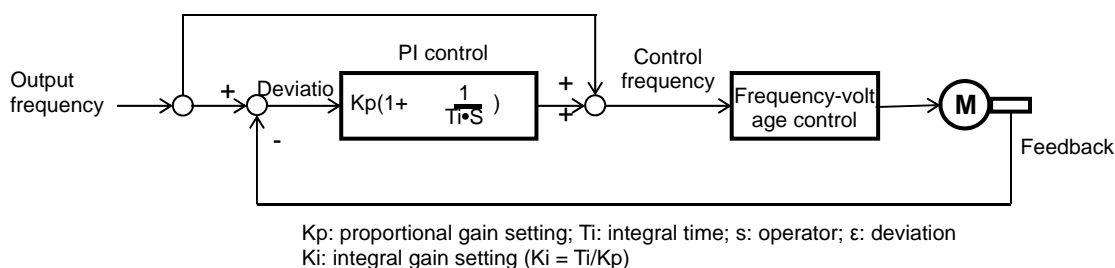 PI control
Output
frequency
+
Deviatio
Kp(1+ 1/Ti•S )
+
+
Control
frequency
Frequency-volt
age control
M
-
Feedback
Kp: proportional gain setting; Ti: integral time; s: operator; ε: deviation
Ki: integral gain setting (Ki = Ti/Kp)